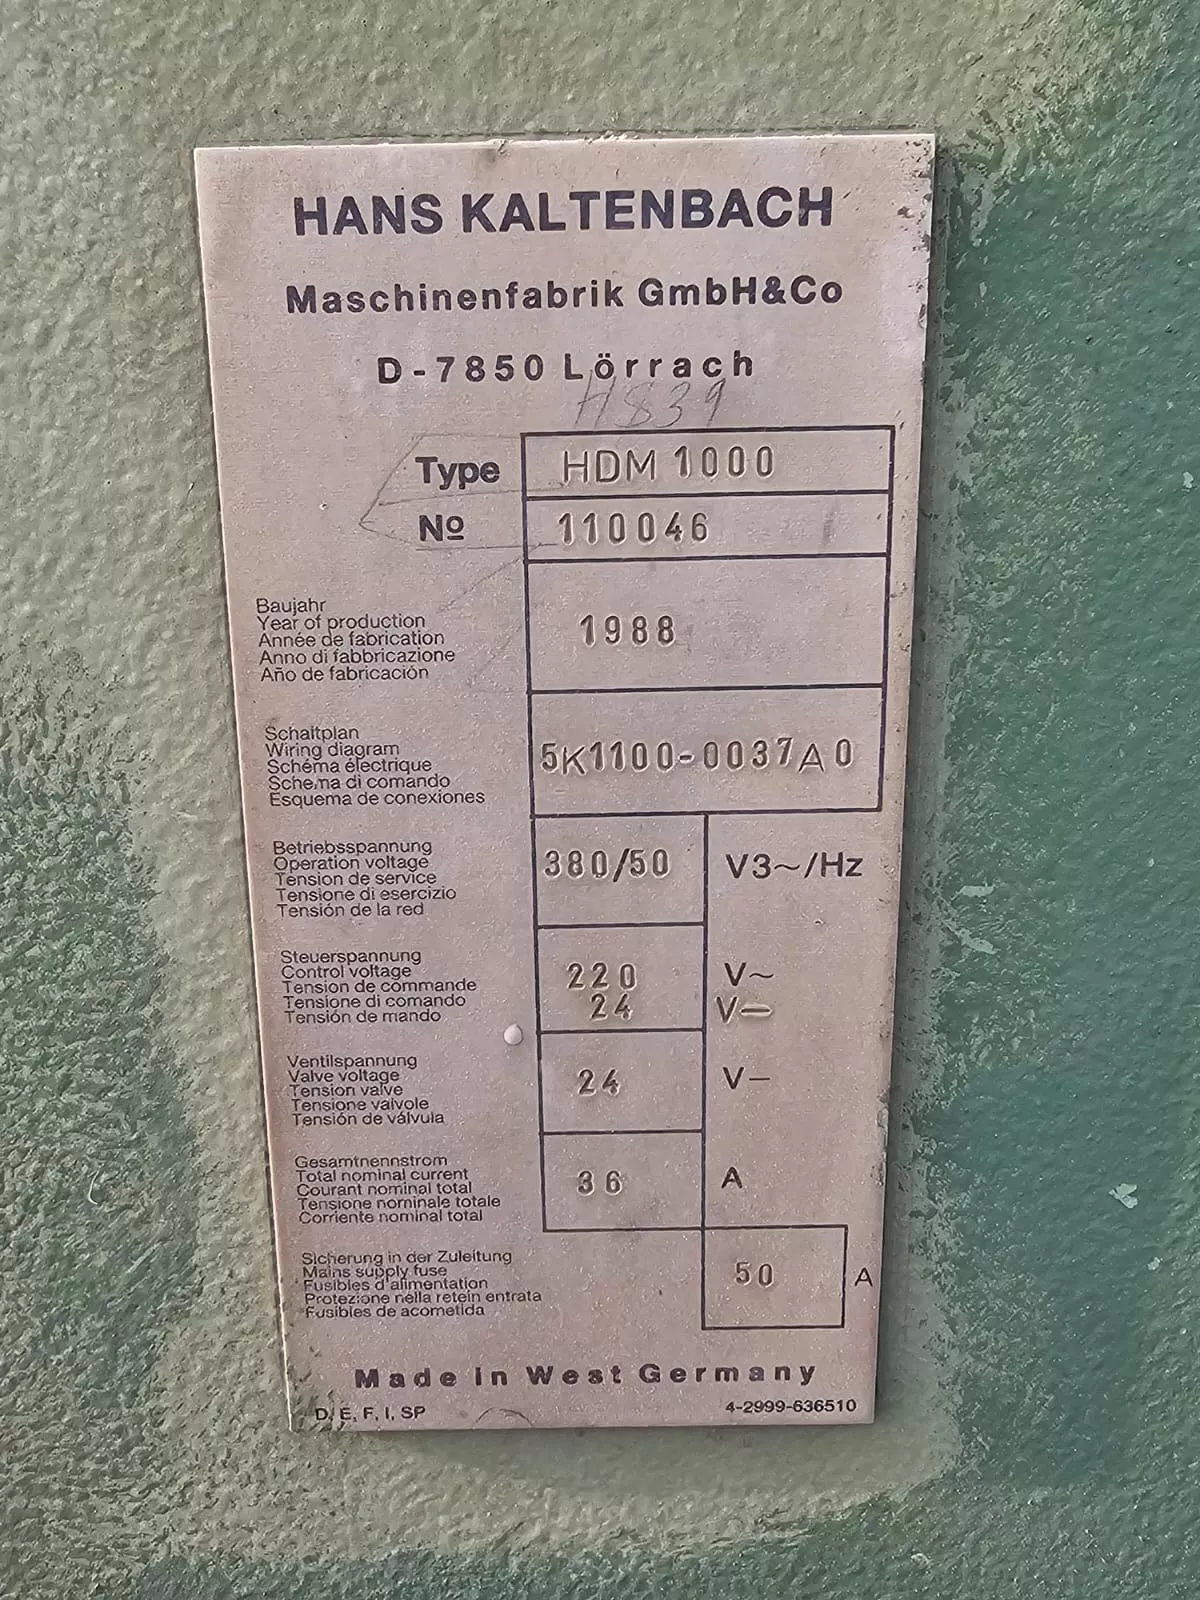 HANS KALTENBACH
Maschinenfabrik GmbH&Co
D-7850 Lörrach
H839
Type HDM 1000
Nº 110046
Baujahr
Year of production
Année de fabrication
Anno di fabbricazione
Año de fabricación
1988
Schaltplan
Wiring diagram
Schéma électrique
Schema di comando
Esquema de conexiones
5K1100-0037A0
Betriebsspannung
Operation voltage
Tension de service
Tensione di esercizio
Tensión de la red
380/50 V3~/Hz
Steuerspannung
Control voltage
Tension de commande
Tensione di comando
Tensión de mando
220 V~
24 V—
Ventilspannung
Valve voltage
Tension valve
Tensione valvole
Tensión de válvula
24 V—
Gesamtnennstrom
Total nominal current
Courant nominal total
Tensione nominale totale
Corriente nominal total
36 A
Sicherung in der Zuleitung
Mains supply fuse
Fusibles d'alimentation
Protezione nella retein entrata
Fusibles de acometida
50 A
Made in West Germany
D, E, F, I, SP 4-2999-636510